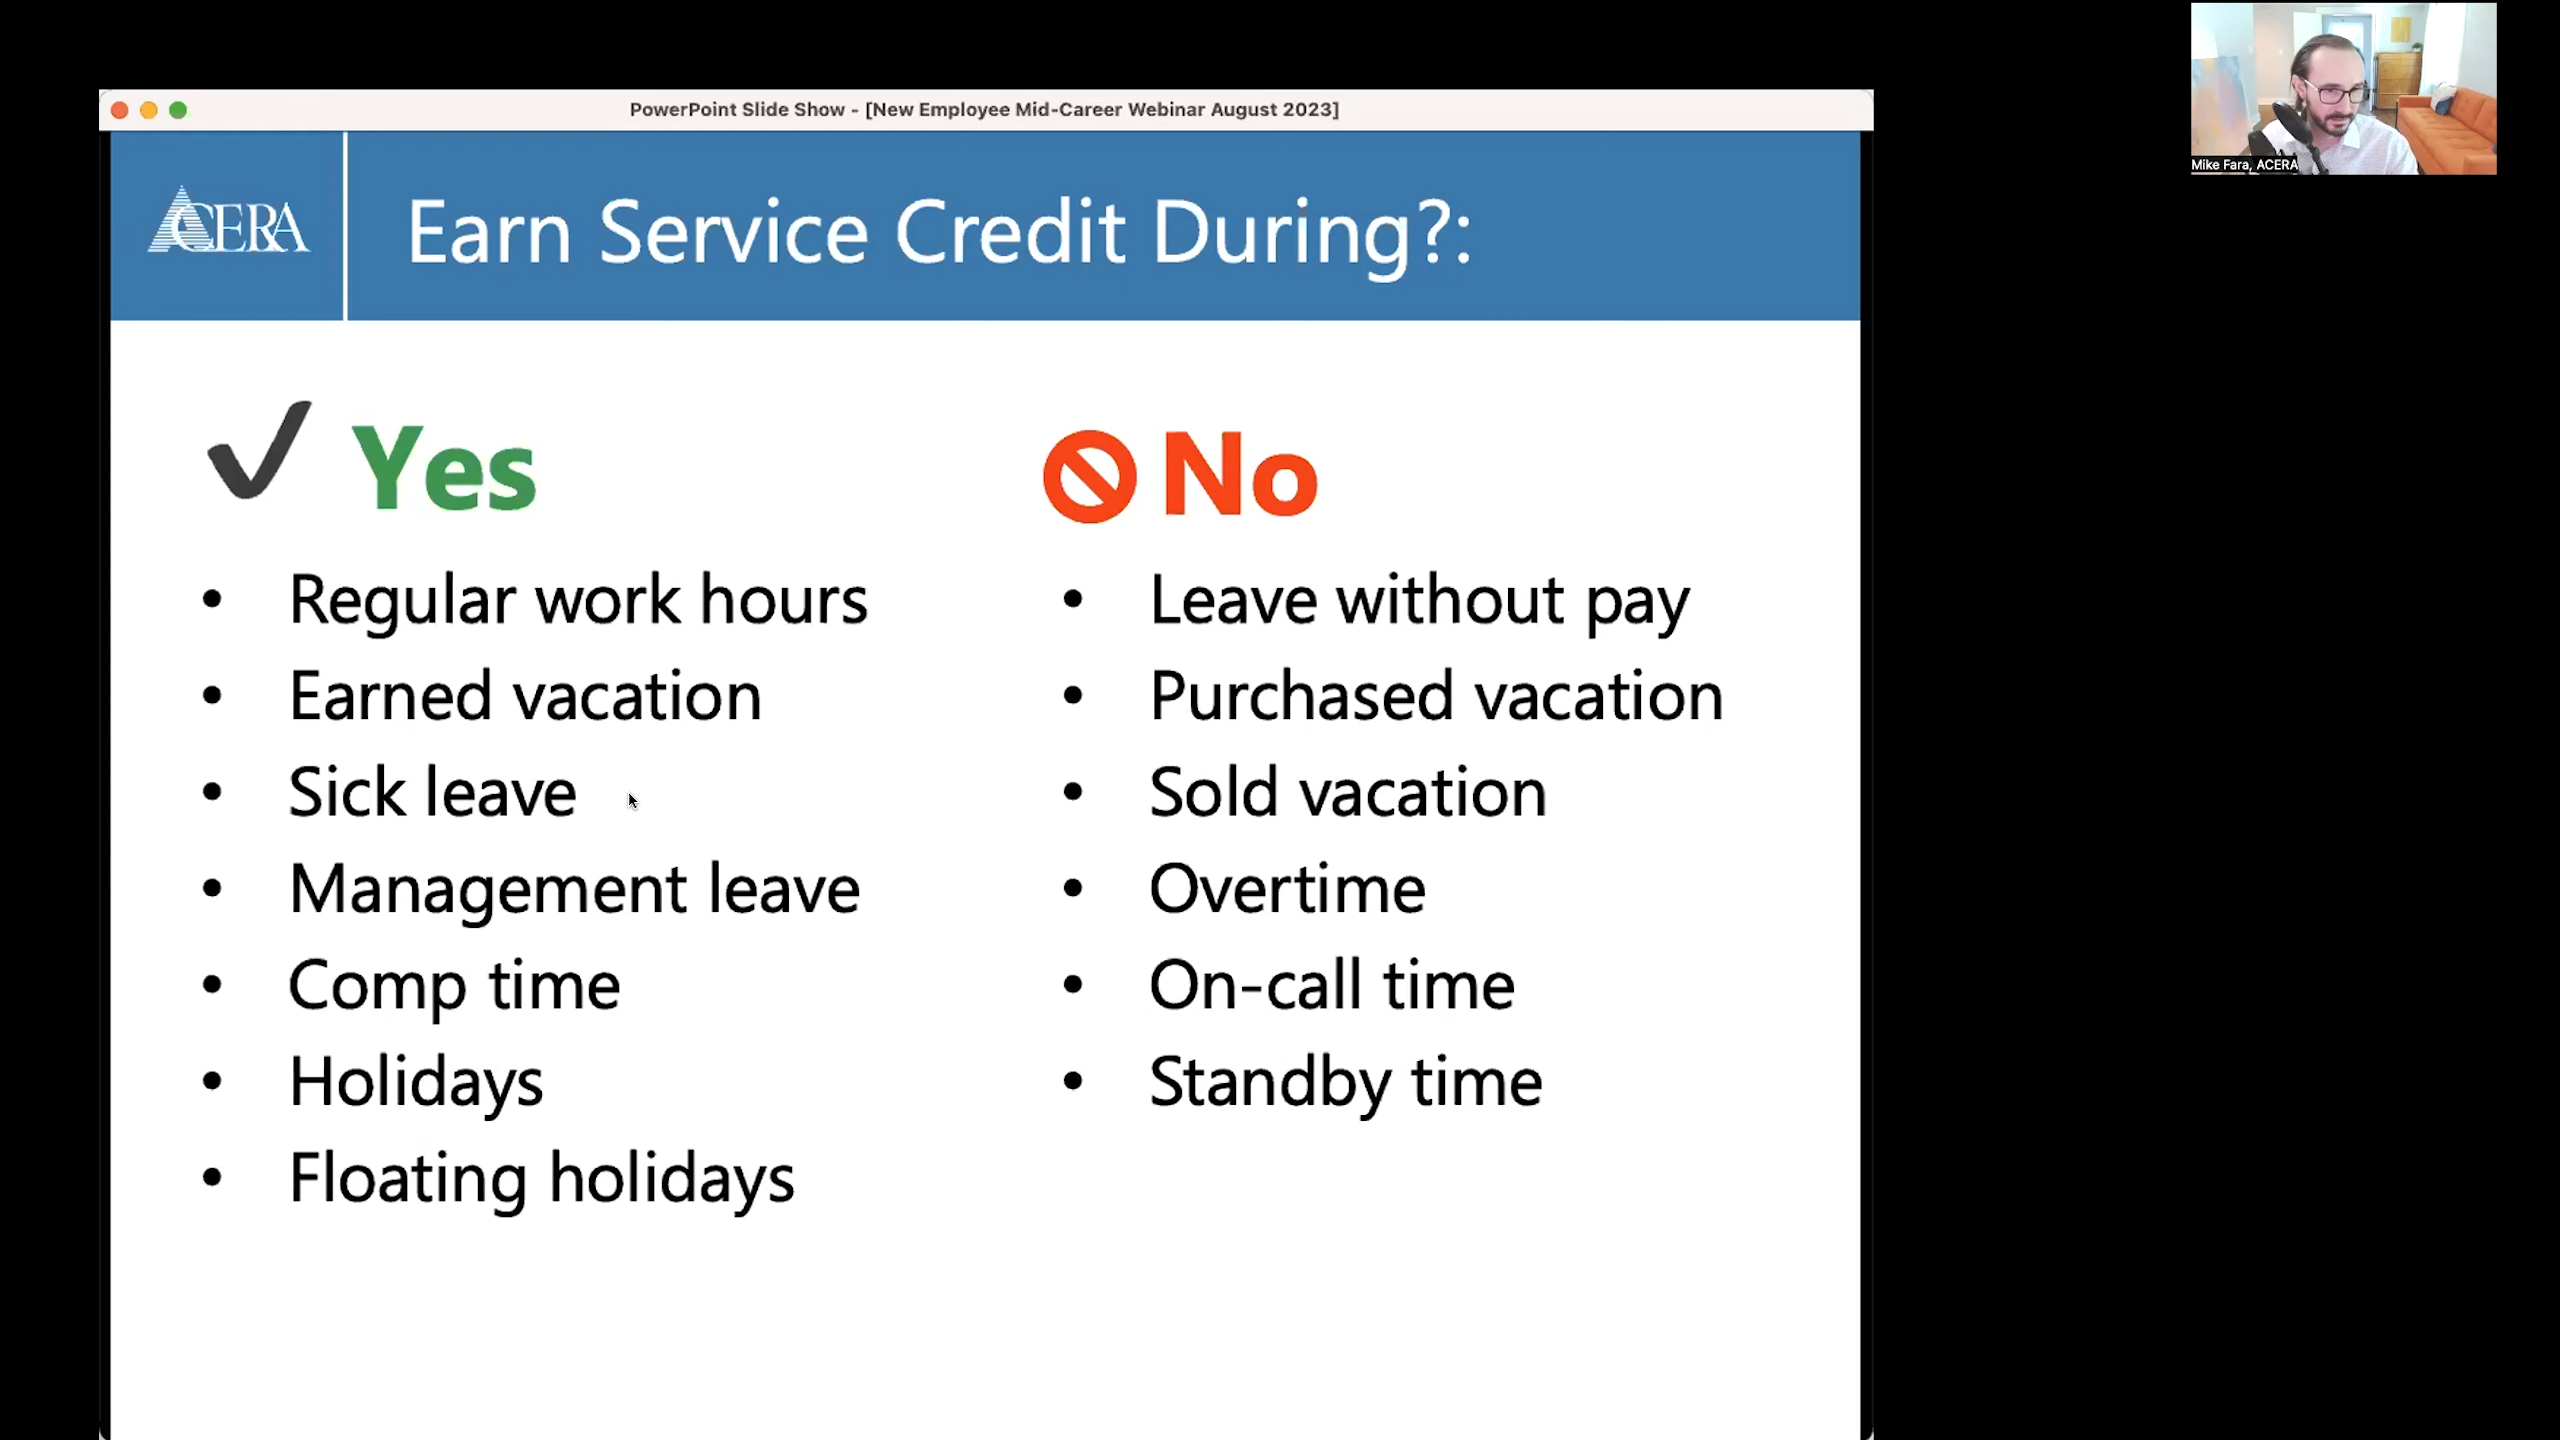 PowerPoint Slide Show - [New Employee Mid-Career Webinar August 2023]
Mike Fara, ACERA
ACERA
Earn Service Credit During?:
Yes
• Regular work hours
• Earned vacation
• Sick leave
• Management leave
• Comp time
• Holidays
• Floating holidays
No
• Leave without pay
• Purchased vacation
• Sold vacation
• Overtime
• On-call time
• Standby time